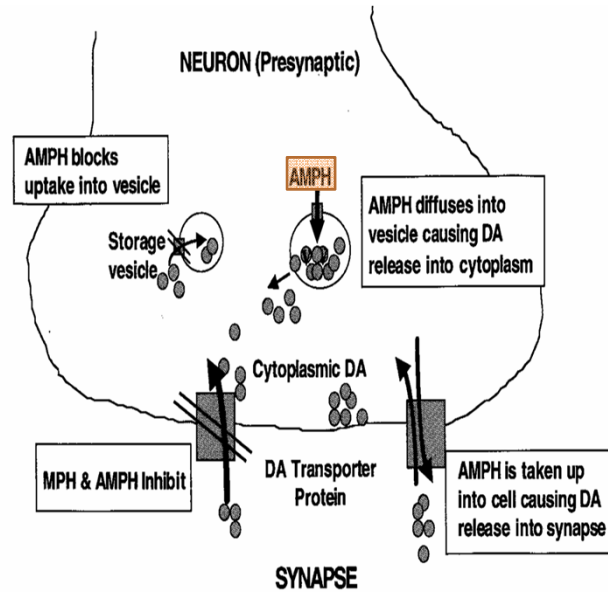 NEURON (Presynaptic)
AMPH blocks
uptake into vesicle
AMPH
AMPH diffuses into
vesicle causing DA
release into cytoplasm
Storage
vesicle
Cytoplasmic DA
MPH & AMPH Inhibit
DA Transporter
Protein
AMPH is taken up
into cell causing DA
release into synapse
SYNAPSE